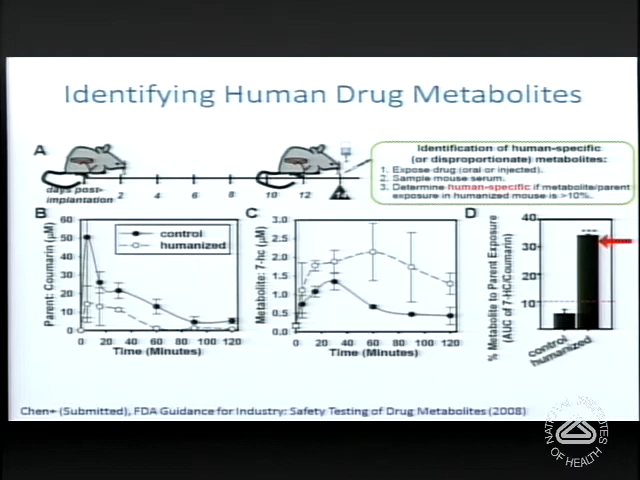 Identifying Human Drug Metabolites
A
days post-
implantation
2
4
6
8
10
12
Identification of human-specific
(or disproportionate) metabolites:
1. Expose drug (oral or injected).
2. Sample mouse serum.
3. Determine human-specific if metabolite/parent
exposure in humanized mouse is >10%.
B
Parent: Coumarin (μM)
60
50
40
30
20
10
0
control
humanized
0 20 40 60 80 100 120
Time (Minutes)
C
Metabolite: 7-hc (μM)
3.0
2.5
2.0
1.5
1.0
0.5
0.0
0 20 40 60 80 100 120
Time (Minutes)
D
% Metabolite to Parent Exposure
(AUC of 7-HC/Coumarin)
40
30
20
10
control
humanized
Chen+ (Submitted), FDA Guidance for Industry: Safety Testing of Drug Metabolites (2008)
NATIONAL INSTITUTES
OF HEALTH